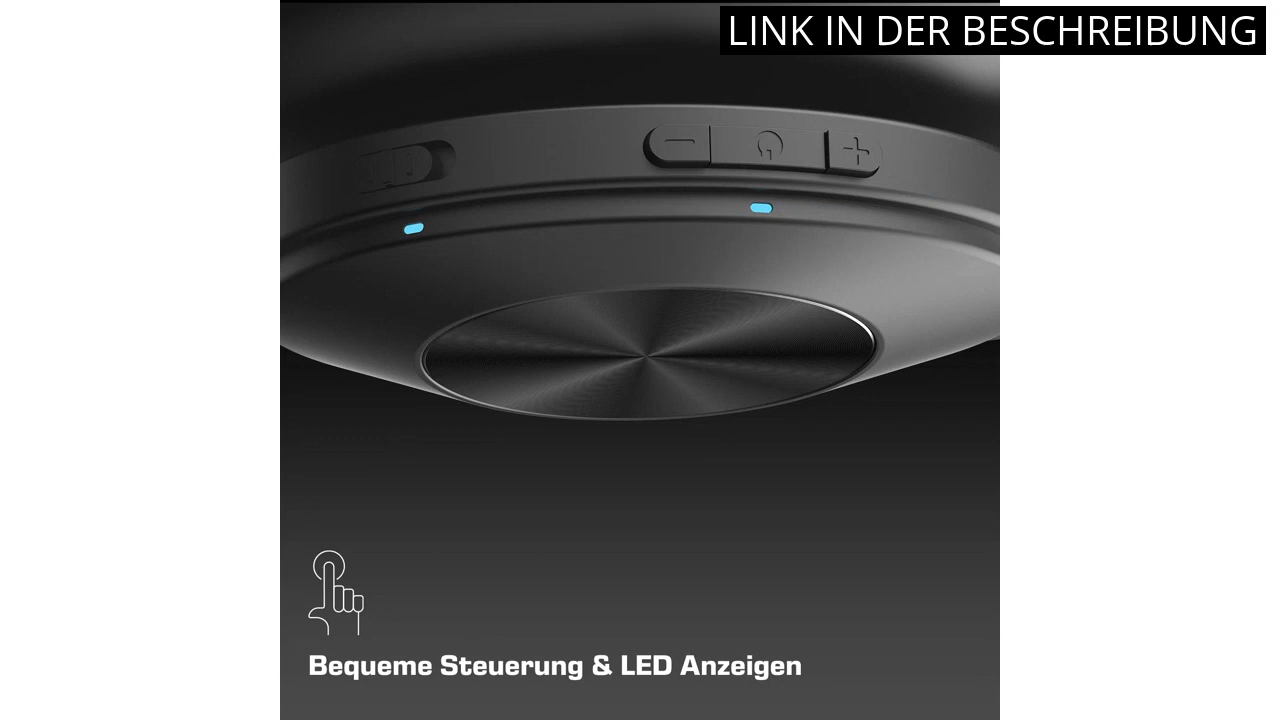 LINK IN DER BESCHREIBUNG
Bequeme Steuerung & LED Anzeigen